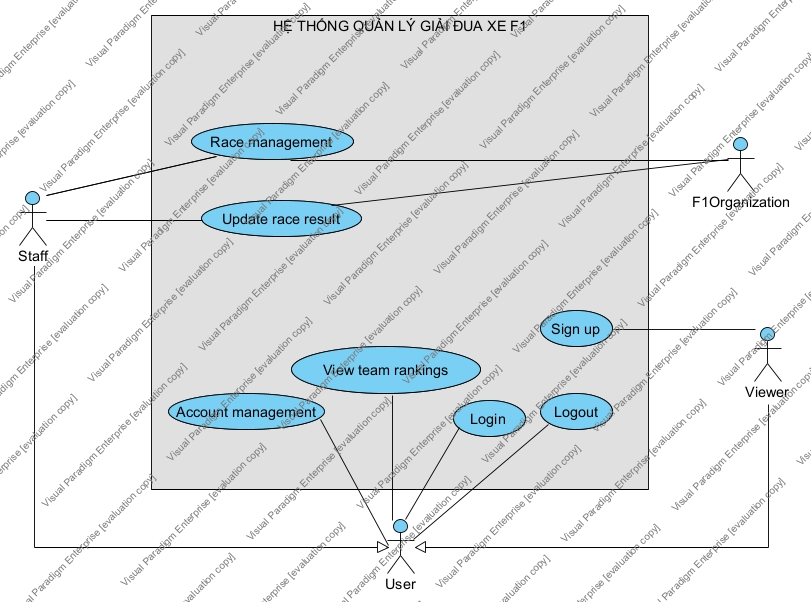 HỆ THỐNG QUẢN LÝ GIẢI ĐUA XE F1
Race management
F1Organization
Update race result
Staff
Sign up
View team rankings
Viewer
Account management
Login
Logout
User
Visual Paradigm Enterprise [evaluation copy]